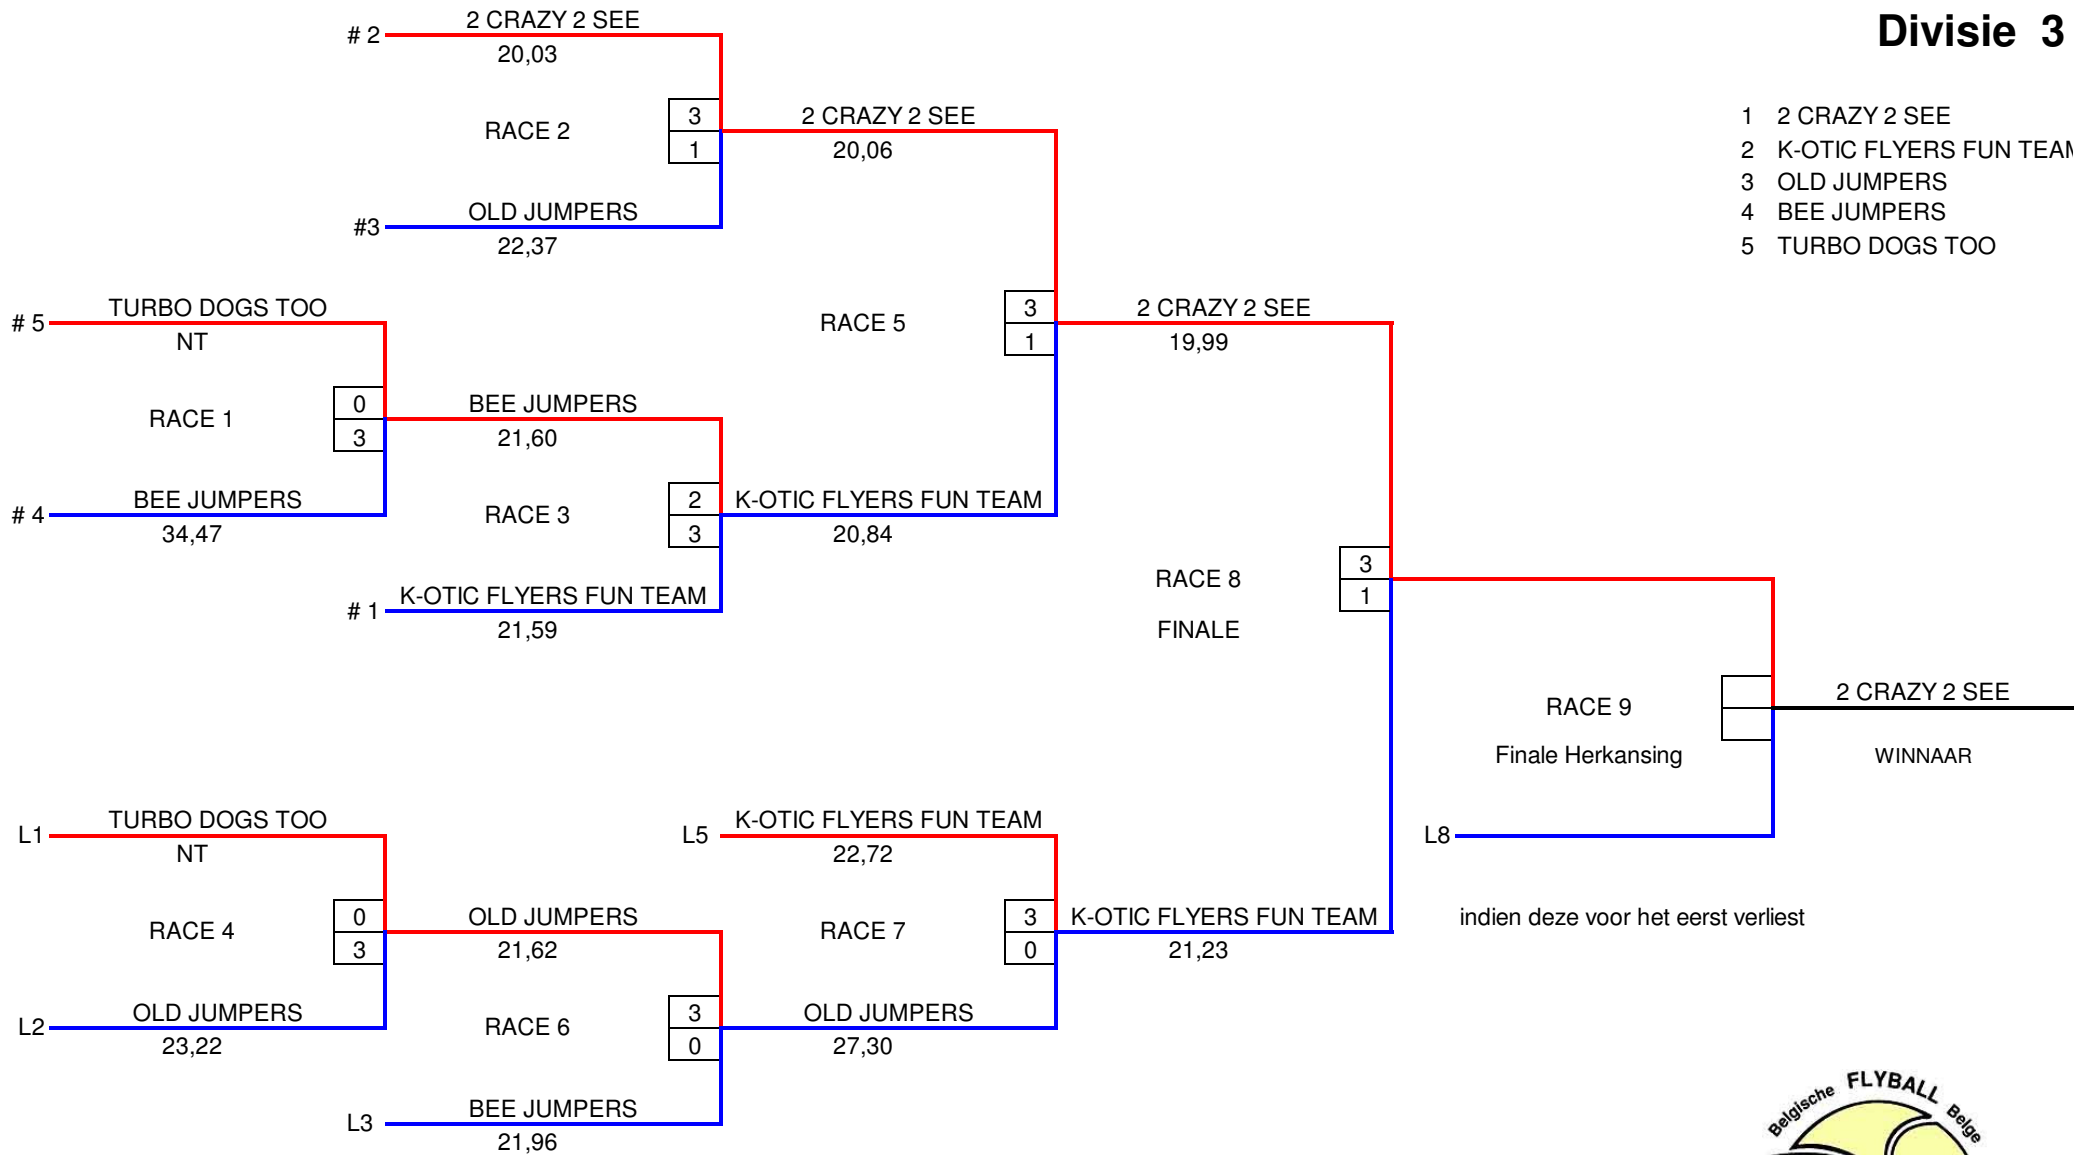 Divisie 3
1 2 CRAZY 2 SEE
2 K-OTIC FLYERS FUN TEAM
3 OLD JUMPERS
4 BEE JUMPERS
5 TURBO DOGS TOO
# 2 2 CRAZY 2 SEE
20,03
RACE 2 3
1
#3 OLD JUMPERS
22,37
2 CRAZY 2 SEE
20,06
# 5 TURBO DOGS TOO
NT
RACE 1 0
3
# 4 BEE JUMPERS
34,47
BEE JUMPERS
21,60
RACE 3 2
3
# 1 K-OTIC FLYERS FUN TEAM
21,59
K-OTIC FLYERS FUN TEAM
20,84
RACE 5 3
1
2 CRAZY 2 SEE
19,99
RACE 8 3
1
FINALE
RACE 9
Finale Herkansing
2 CRAZY 2 SEE
WINNAAR
L8
indien deze voor het eerst verliest
L1 TURBO DOGS TOO
NT
RACE 4 0
3
L2 OLD JUMPERS
23,22
OLD JUMPERS
21,62
RACE 6 3
0
L3 BEE JUMPERS
21,96
L5 K-OTIC FLYERS FUN TEAM
22,72
RACE 7 3
0
OLD JUMPERS
27,30
K-OTIC FLYERS FUN TEAM
21,23
Belgische FLYBALL Belge